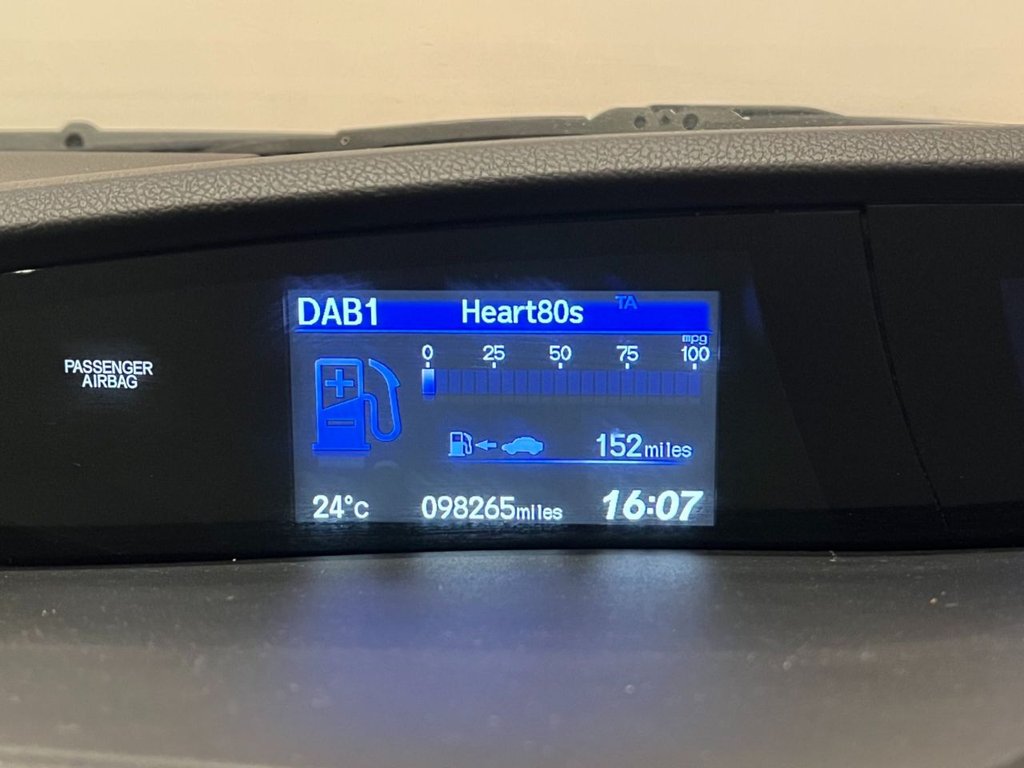 DAB1 Heart80s TA
mpg
0 25 50 75 100
PASSENGER
AIRBAG
152miles
24°C 098265miles 16:07